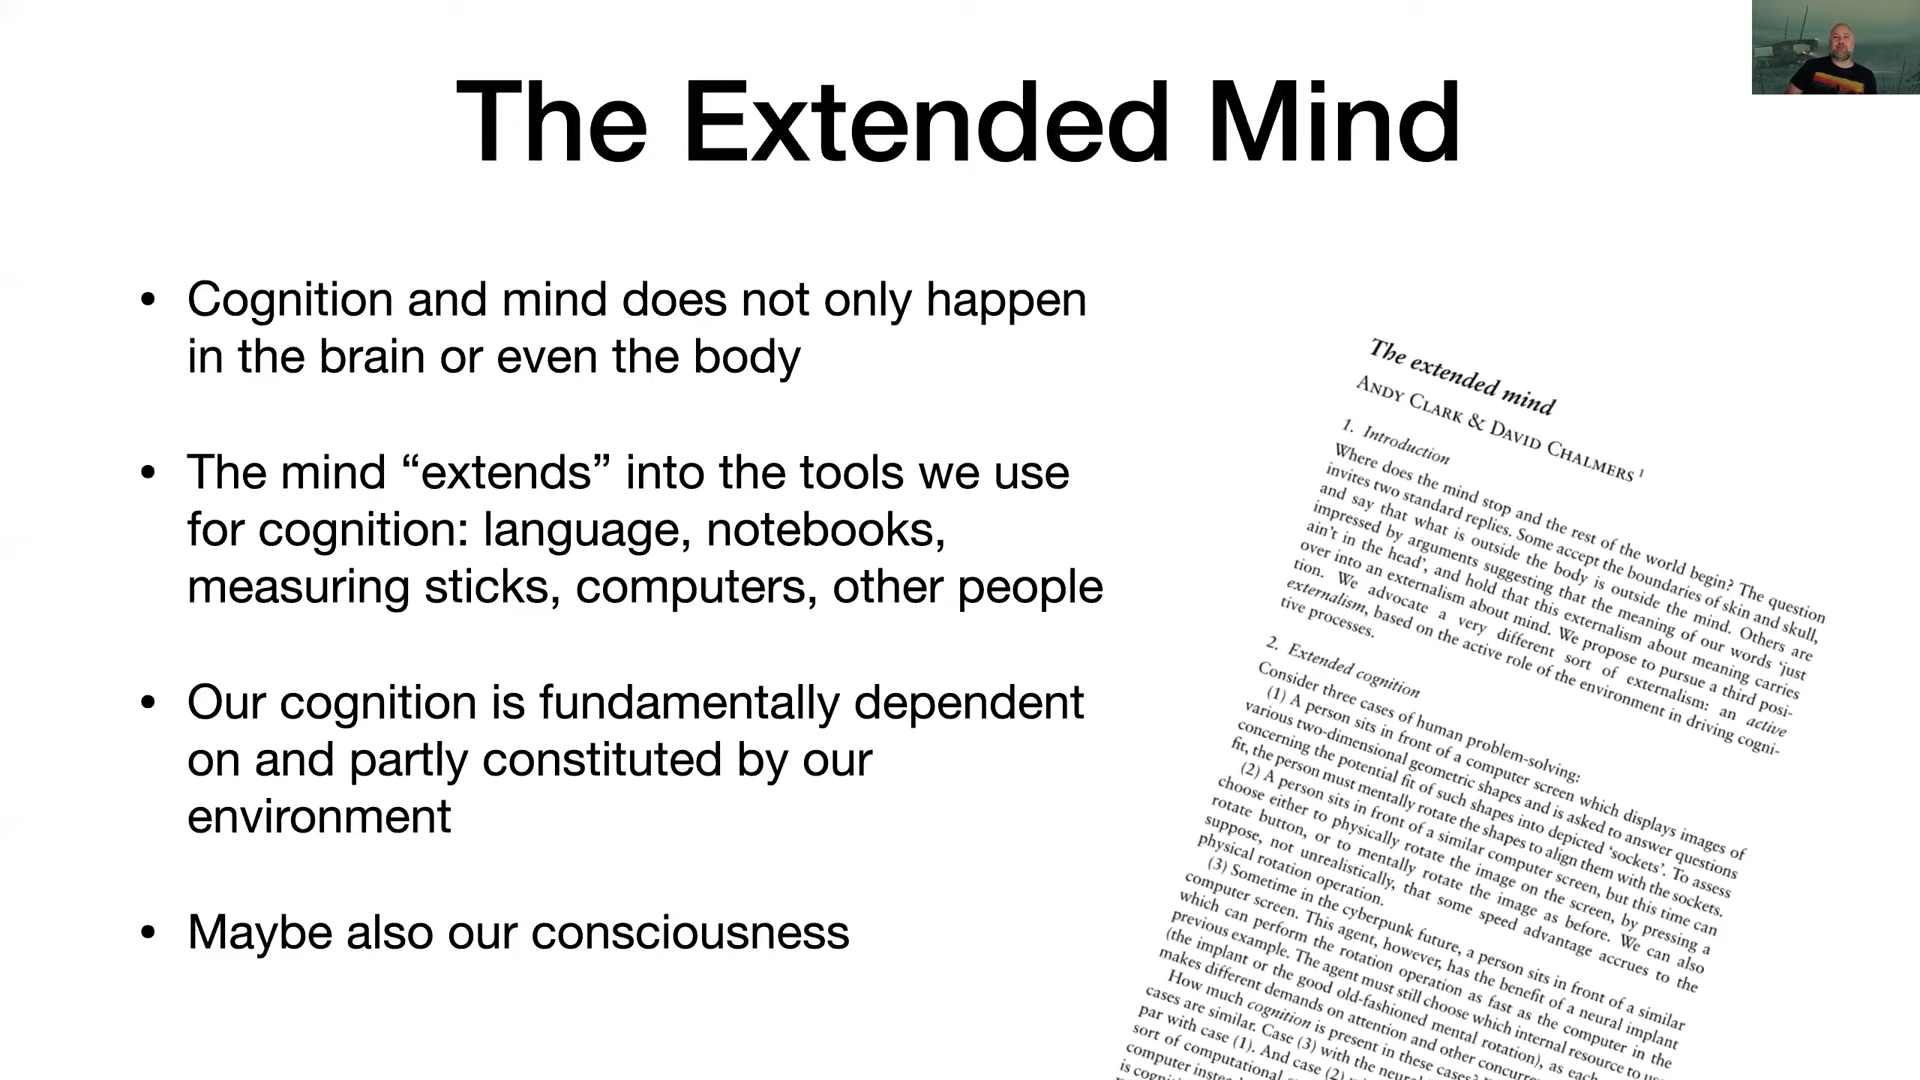 The Extended Mind
• Cognition and mind does not only happen
in the brain or even the body
• The mind “extends” into the tools we use
for cognition: language, notebooks,
measuring sticks, computers, other people
• Our cognition is fundamentally dependent
on and partly constituted by our
environment
• Maybe also our consciousness
The extended mind
ANDY CLARK & DAVID CHALMERS 1
1. Introduction
Where does the mind stop and the rest of the world begin? The question
invites two standard replies. Some accept the boundaries of skin and skull,
and say that what is outside the body is outside the mind. Others are
impressed by arguments suggesting that the meaning of our words ‘just
ain’t in the head’, and hold that this externalism about meaning carries
over into an externalism about mind. We propose to pursue a third posi-
tion. We advocate a very different sort of externalism: an active
externalism, based on the active role of the environment in driving cogni-
tive processes.
2. Extended cognition
Consider three cases of human problem-solving:
(1) A person sits in front of a computer screen which displays images of
various two-dimensional geometric shapes and is asked to answer questions
concerning the potential fit of such shapes into depicted ‘sockets’. To assess
fit, the person must mentally rotate the shapes to align them with the sockets.
(2) A person sits in front of a similar computer screen, but this time can
choose either to physically rotate the image on the screen, by pressing a
rotate button, or to mentally rotate the image as before. We can also
suppose, not unrealistically, that some speed advantage accrues to the
physical rotation operation.
(3) Sometime in the cyberpunk future, a person sits in front of a similar
computer screen. This agent, however, has the benefit of a neural implant
which can perform the rotation operation as fast as the computer in the
previous example. The agent must still choose which internal resource to
(the implant or the good old-fashioned mental rotation), as each
makes different demands on attention and other
How much cognition is present in these cases?
cases are similar. Case (3) with the
par with case (1). And case (2)
sort of computational
computer
is